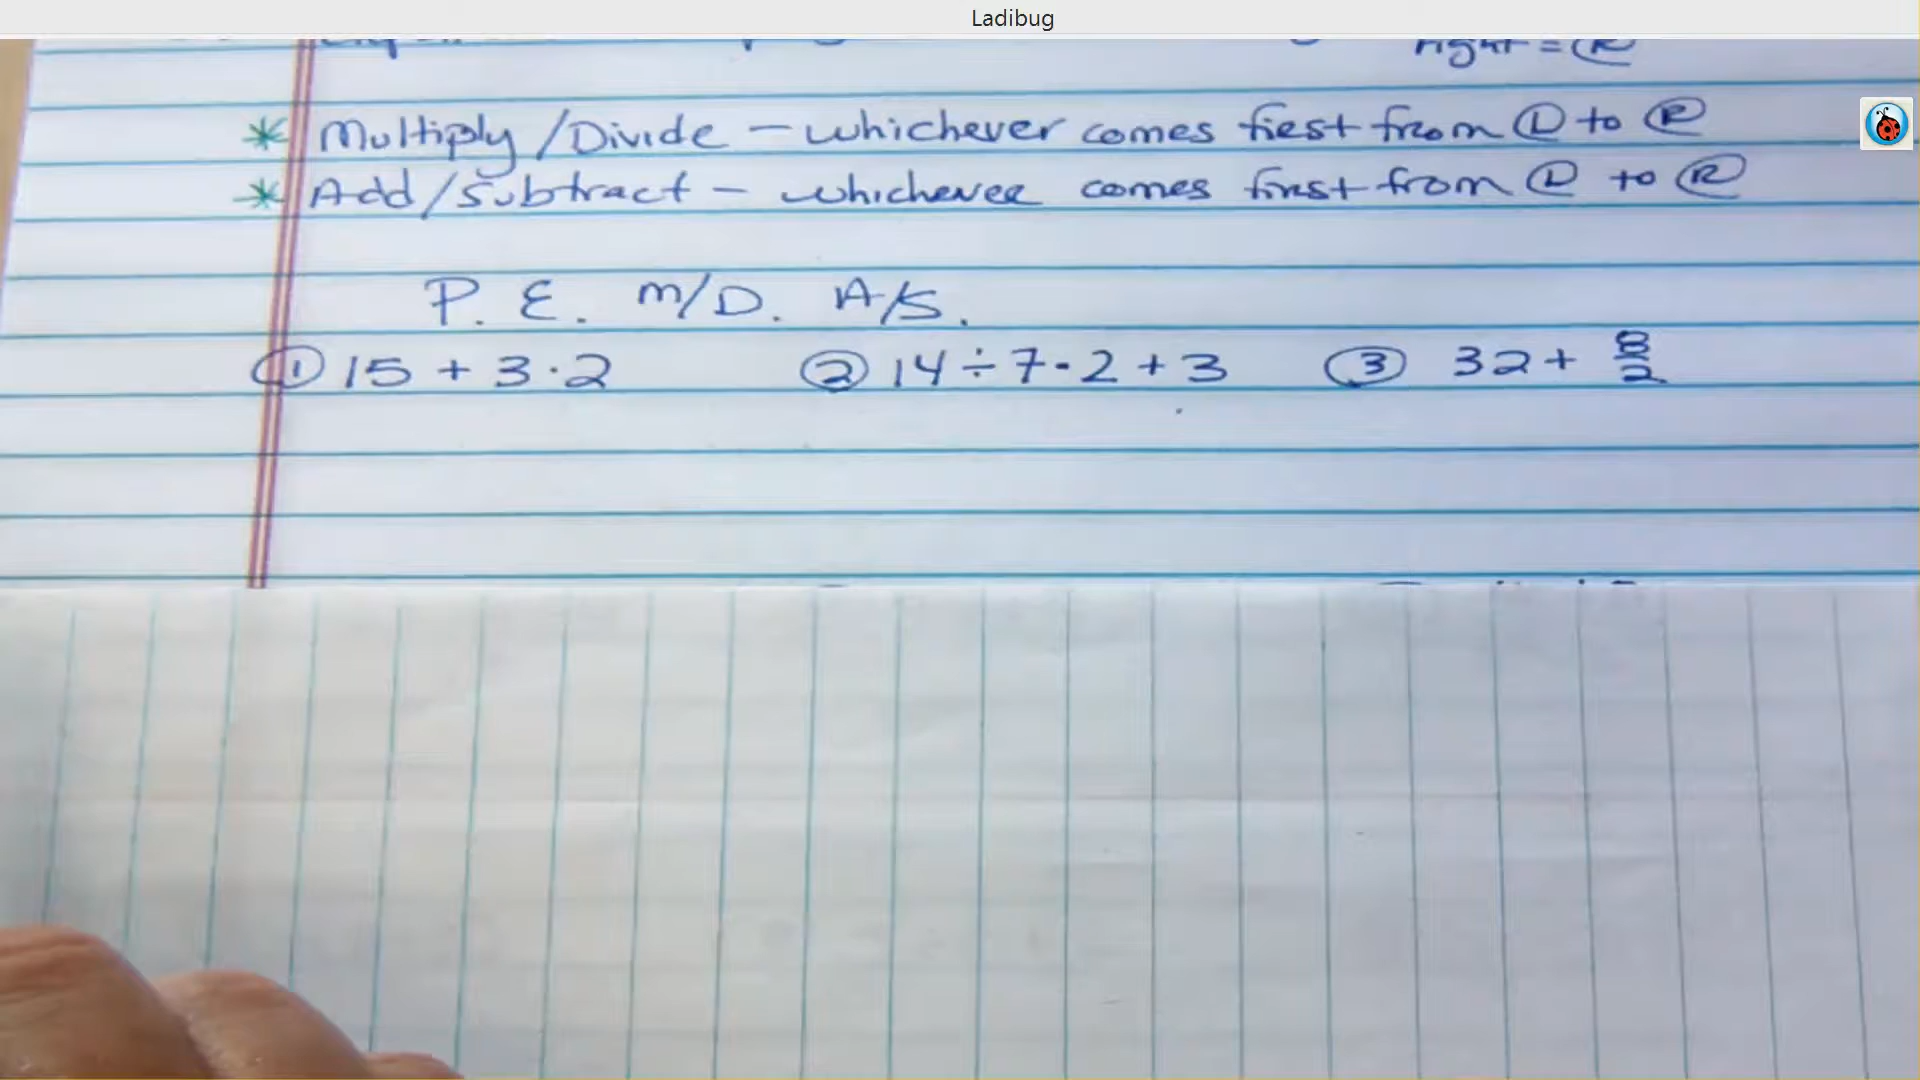 Ladibug
right = Ⓡ
* Multiply/Divide – whichever comes first from Ⓛ to Ⓡ
* Add/Subtract – whichever comes first from Ⓛ to Ⓡ
P. E. M/D. A/S.
① 15 + 3 · 2 ② 14 ÷ 7 · 2 + 3 ③ 32 + 8/2